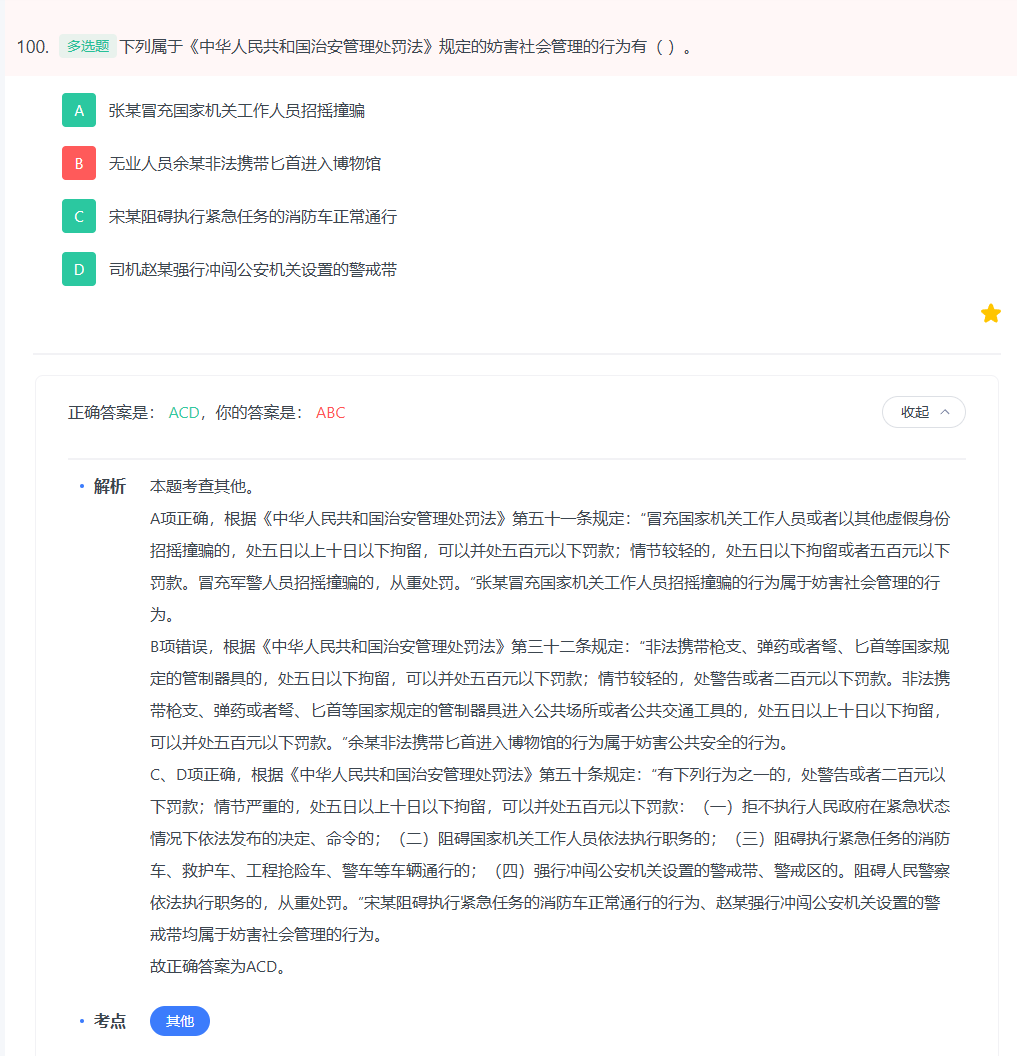 100. 多选题 下列属于《中华人民共和国治安管理处罚法》规定的妨害社会管理的行为有（ ）。
A 张某冒充国家机关工作人员招摇撞骗
B 无业人员余某非法携带匕首进入博物馆
C 宋某阻碍执行紧急任务的消防车正常通行
D 司机赵某强行冲闯公安机关设置的警戒带
正确答案是： ACD，你的答案是： ABC
收起
• 解析 本题考查其他。
A项正确，根据《中华人民共和国治安管理处罚法》第五十一条规定：“冒充国家机关工作人员或者以其他虚假身份
招摇撞骗的，处五日以上十日以下拘留，可以并处五百元以下罚款；情节较轻的，处五日以下拘留或者五百元以下
罚款。冒充军警人员招摇撞骗的，从重处罚。”张某冒充国家机关工作人员招摇撞骗的行为属于妨害社会管理的行
为。
B项错误，根据《中华人民共和国治安管理处罚法》第三十二条规定：“非法携带枪支、弹药或者弩、匕首等国家规
定的管制器具的，处五日以下拘留，可以并处五百元以下罚款；情节较轻的，处警告或者二百元以下罚款。非法携
带枪支、弹药或者弩、匕首等国家规定的管制器具进入公共场所或者公共交通工具的，处五日以上十日以下拘留，
可以并处五百元以下罚款。”余某非法携带匕首进入博物馆的行为属于妨害公共安全的行为。
C、D项正确，根据《中华人民共和国治安管理处罚法》第五十条规定：“有下列行为之一的，处警告或者二百元以
下罚款；情节严重的，处五日以上十日以下拘留，可以并处五百元以下罚款：（一）拒不执行人民政府在紧急状态
情况下依法发布的决定、命令的；（二）阻碍国家机关工作人员依法执行职务的；（三）阻碍执行紧急任务的消防
车、救护车、工程抢险车、警车等车辆通行的；（四）强行冲闯公安机关设置的警戒带、警戒区的。阻碍人民警察
依法执行职务的，从重处罚。”宋某阻碍执行紧急任务的消防车正常通行的行为、赵某强行冲闯公安机关设置的警
戒带均属于妨害社会管理的行为。
故正确答案为ACD。
• 考点 其他